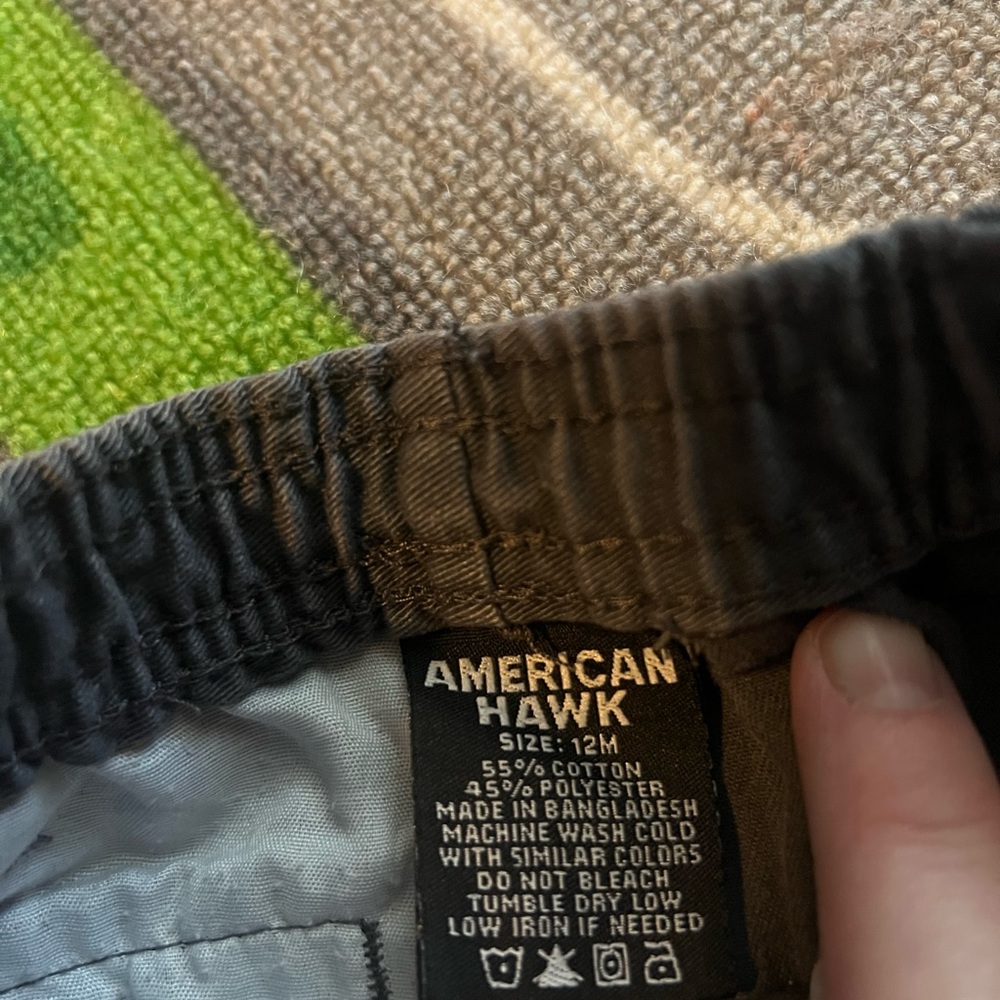 AMERICAN
HAWK
SIZE: 12M
55% COTTON
45% POLYESTER
MADE IN BANGLADESH
MACHINE WASH COLD
WITH SIMILAR COLORS
DO NOT BLEACH
TUMBLE DRY LOW
LOW IRON IF NEEDED